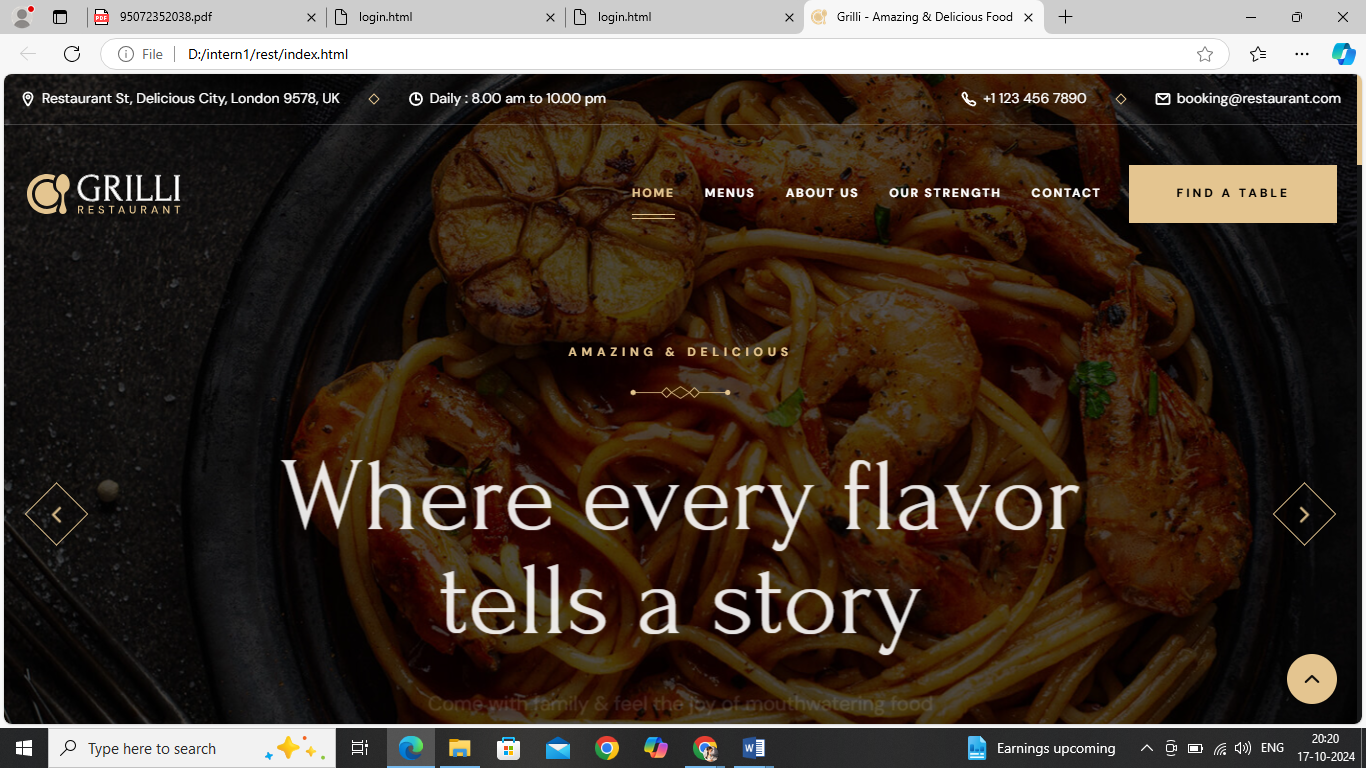 95072352038.pdf
login.html
login.html
Grilli - Amazing & Delicious Food
File
D:/intern1/rest/index.html
Restaurant St, Delicious City, London 9578, UK
Daily : 8.00 am to 10.00 pm
+1 123 456 7890
booking@restaurant.com
GRILLI
RESTAURANT
HOME
MENUS
ABOUT US
OUR STRENGTH
CONTACT
FIND A TABLE
AMAZING & DELICIOUS
Where every flavor
tells a story
Come with family & feel the joy of mouthwatering food
Type here to search
Earnings upcoming
ENG
20:20
17-10-2024